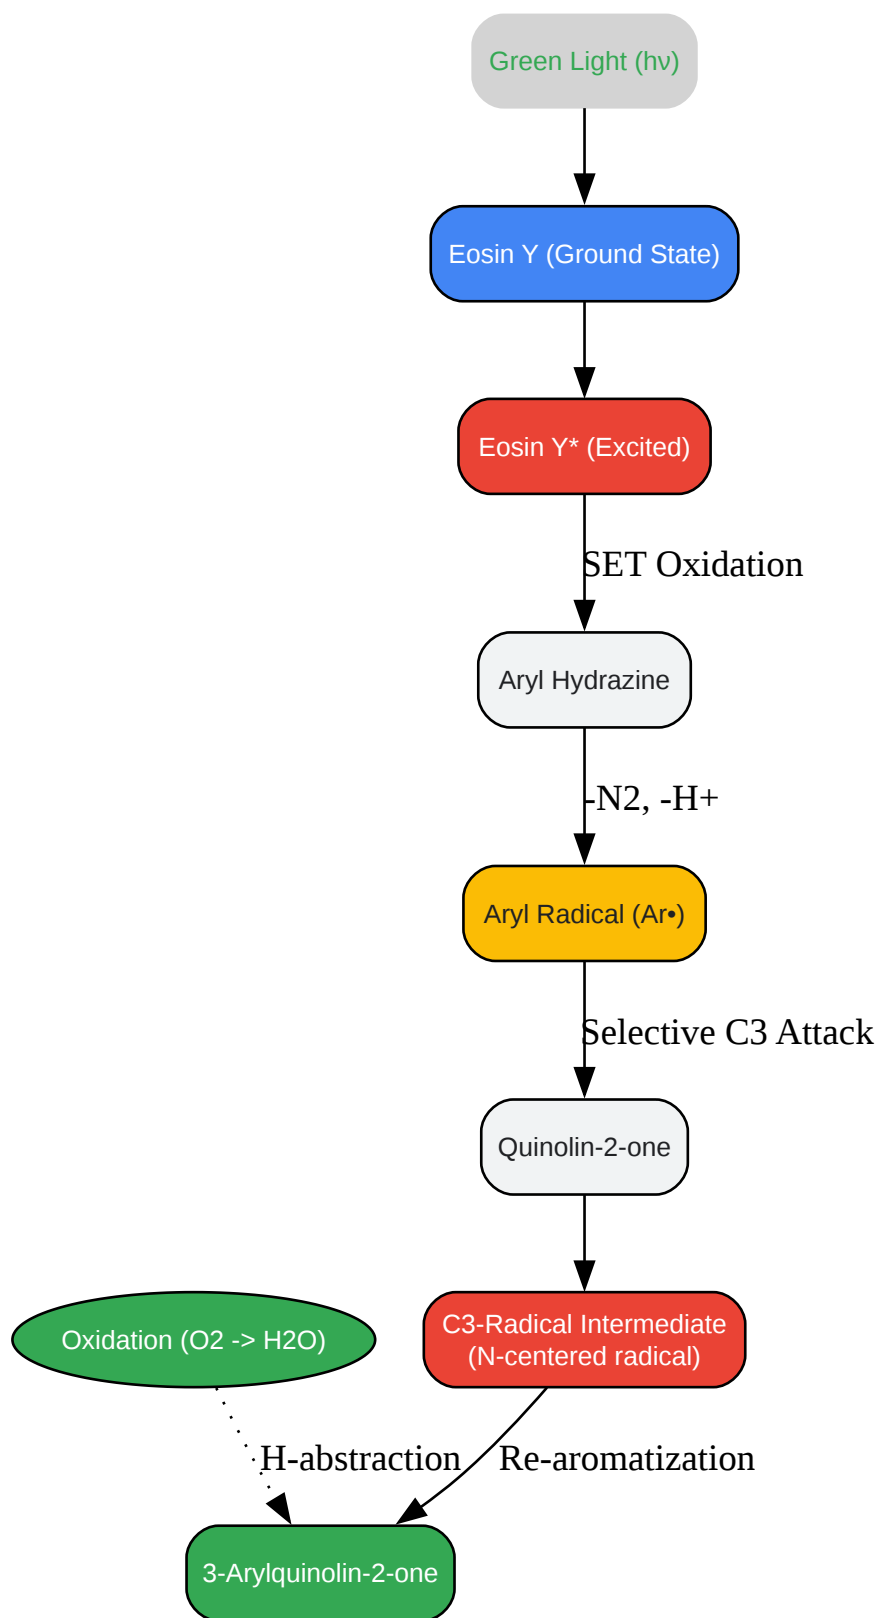 Green Light (hν)
Eosin Y (Ground State)
Eosin Y* (Excited)
SET Oxidation
Aryl Hydrazine
-N2, -H+
Aryl Radical (Ar•)
Selective C3 Attack
Quinolin-2-one
Oxidation (O2 -> H2O)
C3-Radical Intermediate
(N-centered radical)
H-abstraction
Re-aromatization
3-Arylquinolin-2-one